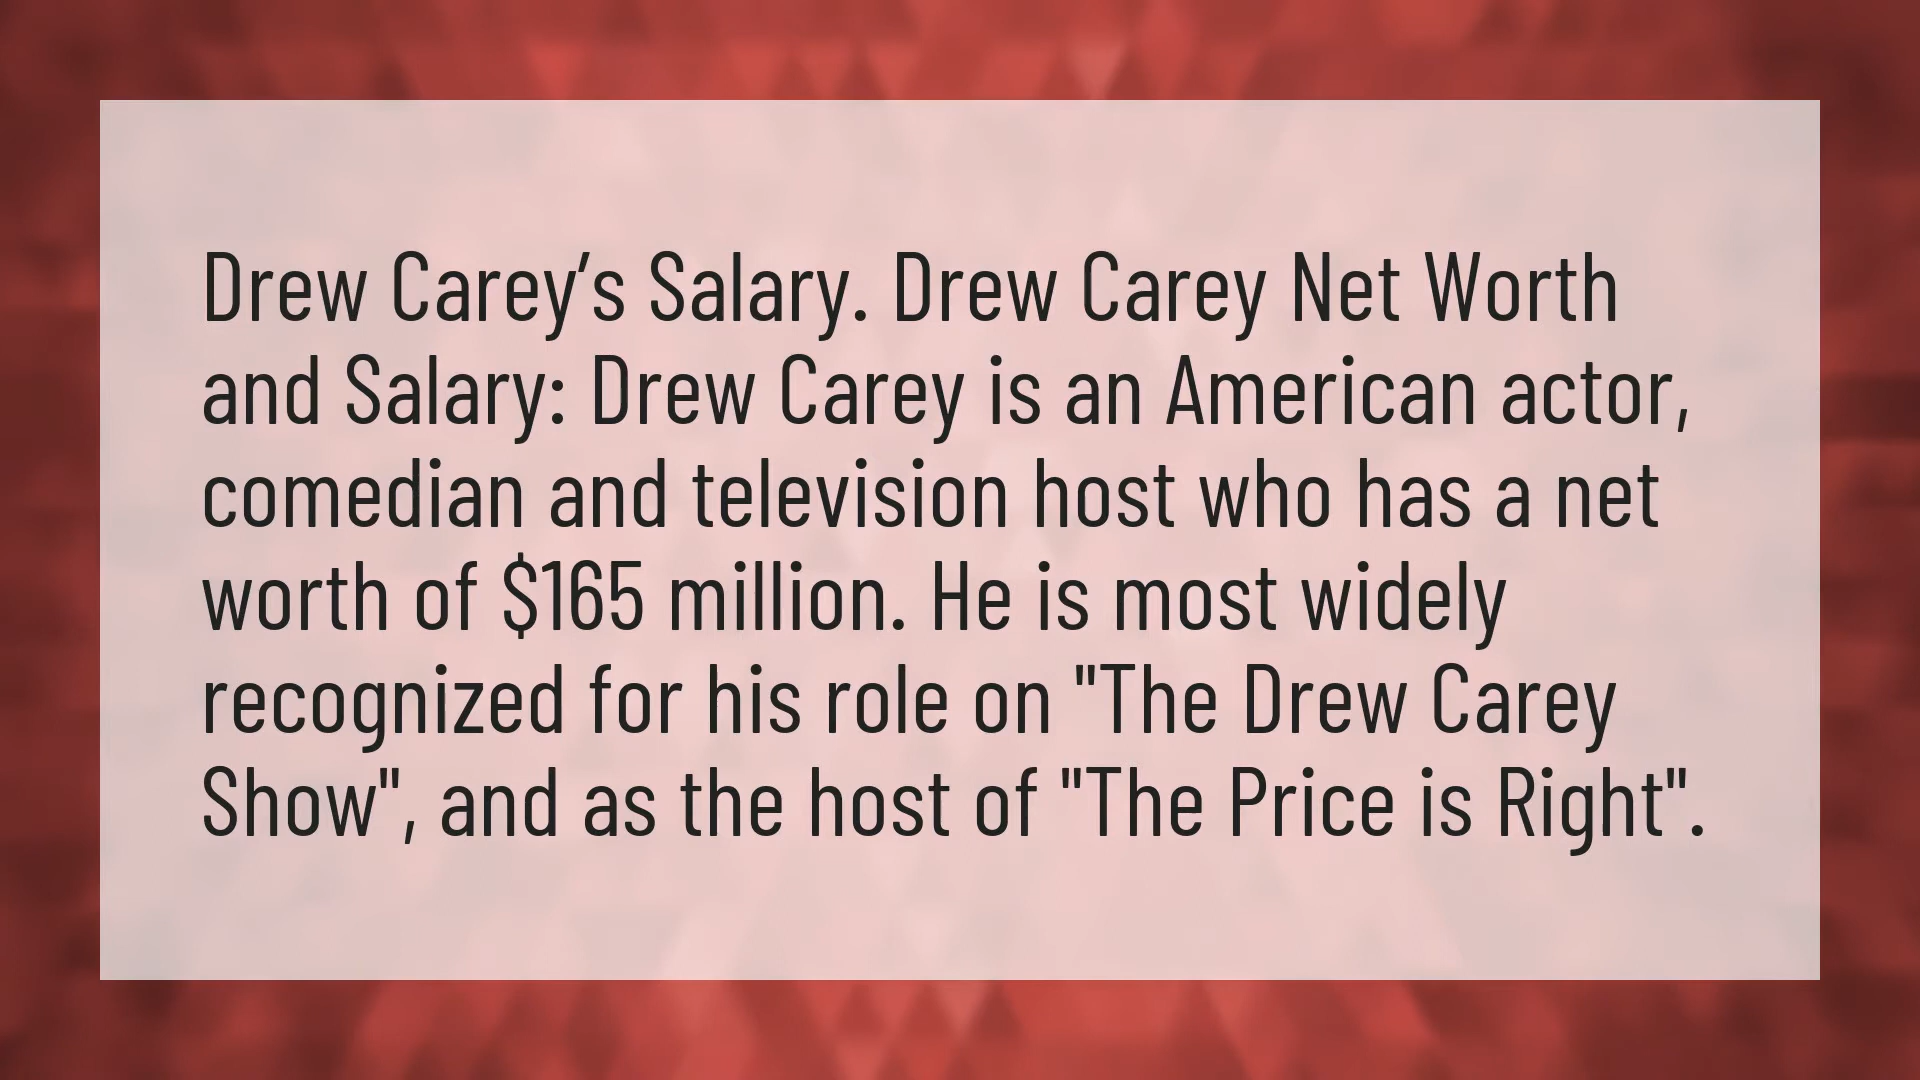 Drew Carey’s Salary. Drew Carey Net Worth
and Salary: Drew Carey is an American actor,
comedian and television host who has a net
worth of $165 million. He is most widely
recognized for his role on "The Drew Carey
Show", and as the host of "The Price is Right".